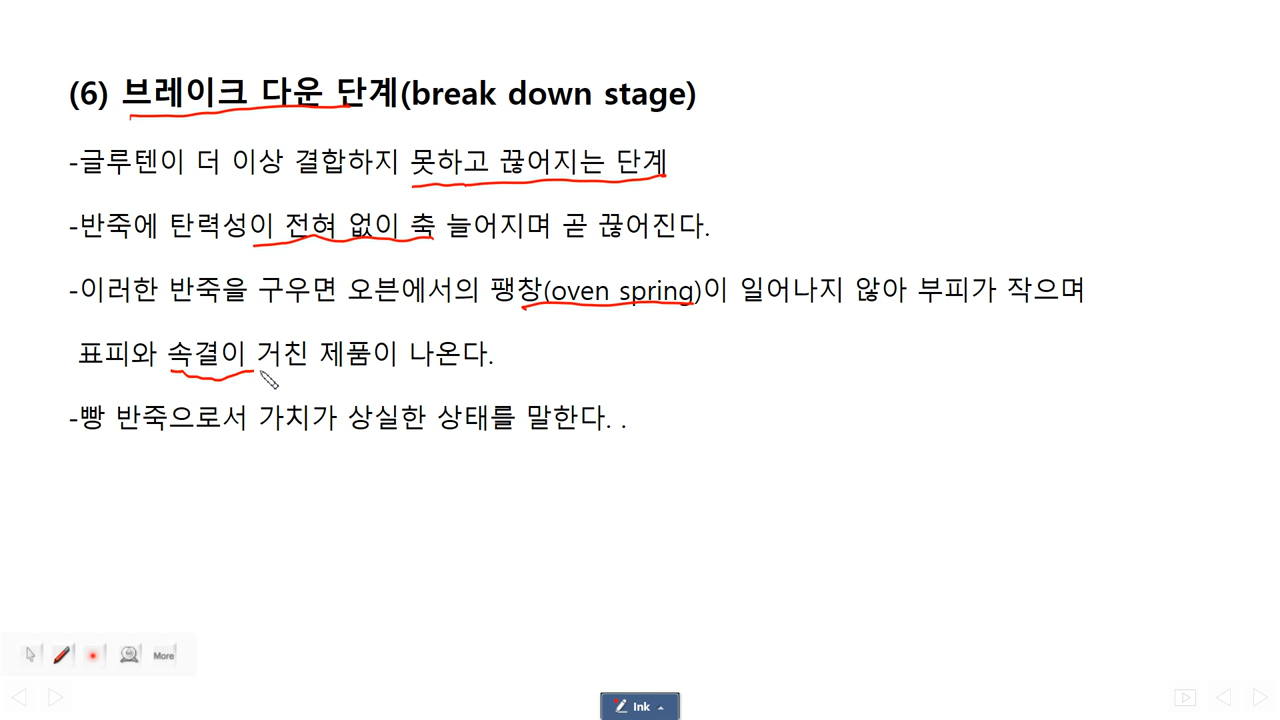 (6) 브레이크 다운 단계(break down stage)
-글루텐이 더 이상 결합하지 못하고 끊어지는 단계
-반죽에 탄력성이 전혀 없이 축 늘어지며 곧 끊어진다.
-이러한 반죽을 구우면 오븐에서의 팽창(oven spring)이 일어나지 않아 부피가 작으며
표피와 속결이 거친 제품이 나온다.
-빵 반죽으로서 가치가 상실한 상태를 말한다. .
More
Ink